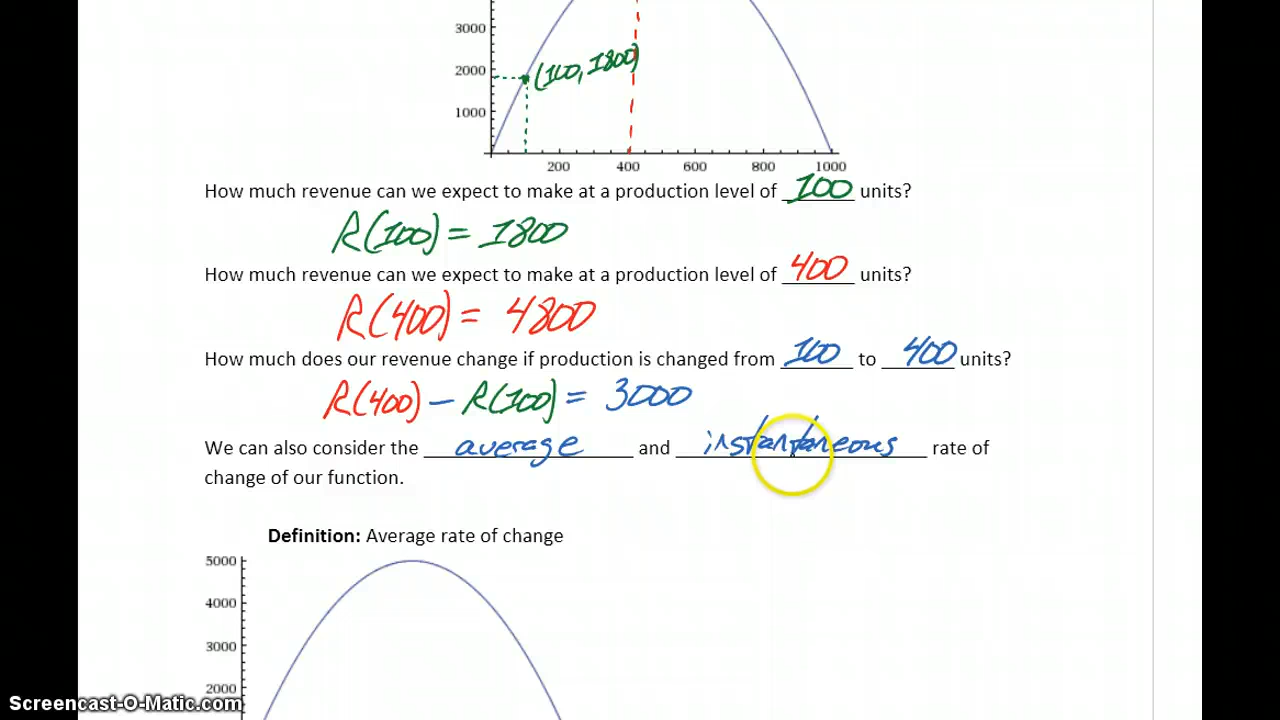 3000
2000
(100, 1800)
1000
200 400 600 800 1000
How much revenue can we expect to make at a production level of 100 units?
R(100) = 1800
How much revenue can we expect to make at a production level of 400 units?
R(400) = 4800
How much does our revenue change if production is changed from 100 to 400 units?
R(400) – R(100) = 3000
We can also consider the average and instantaneous rate of
change of our function.
Definition: Average rate of change
5000
4000
3000
2000
Screencast-O-Matic.com